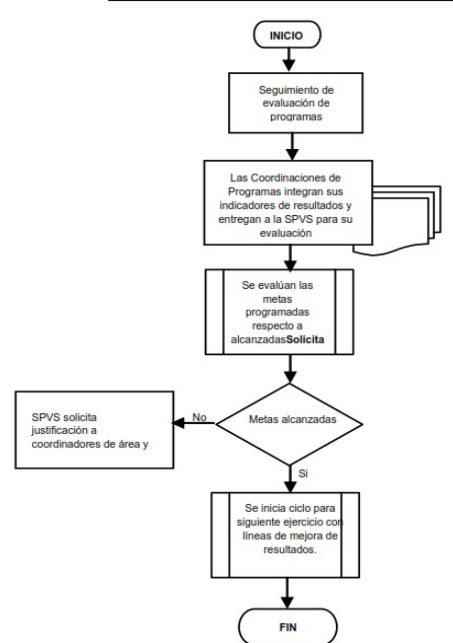 INICIO
Seguimiento de
evaluación de
programas
Las Coordinaciones de
Programas integran sus
indicadores de resultados y
entregan a la SPVS para su
evaluación
Se evalúan las
metas
programadas
respecto a
alcanzadasSolicita
Metas alcanzadas
No
SPVS solicita
justificación a
coordinadores de área y
Si
Se inicia ciclo para
siguiente ejercicio con
líneas de mejora de
resultados.
FIN